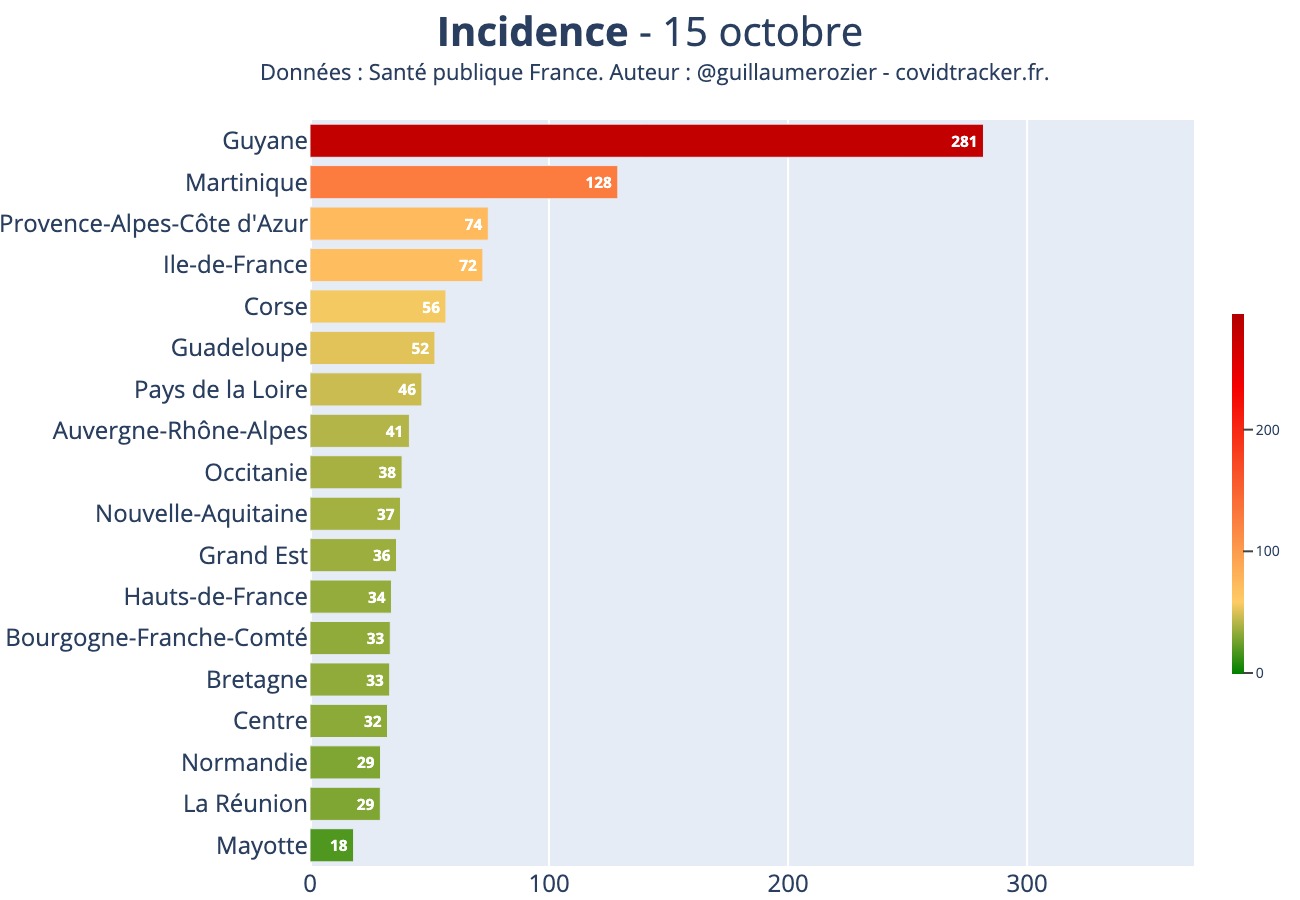 Incidence - 15 octobre
Données : Santé publique France. Auteur : @guillaumerozier - covidtracker.fr.
Guyane 281
Martinique 128
Provence-Alpes-Côte d'Azur 74
Ile-de-France 72
Corse 56
Guadeloupe 52
Pays de la Loire 46
Auvergne-Rhône-Alpes 41
Occitanie 38
Nouvelle-Aquitaine 37
Grand Est 36
Hauts-de-France 34
Bourgogne-Franche-Comté 33
Bretagne 33
Centre 32
Normandie 29
La Réunion 29
Mayotte 18
0 100 200 300
200
100
0